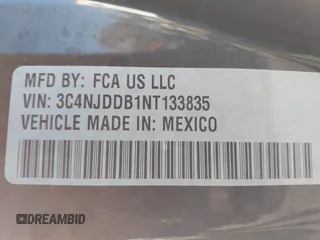 MFD BY: FCA US LLC
VIN: 3C4NJDDB1NT133835
VEHICLE MADE IN: MEXICO
DREAMBID